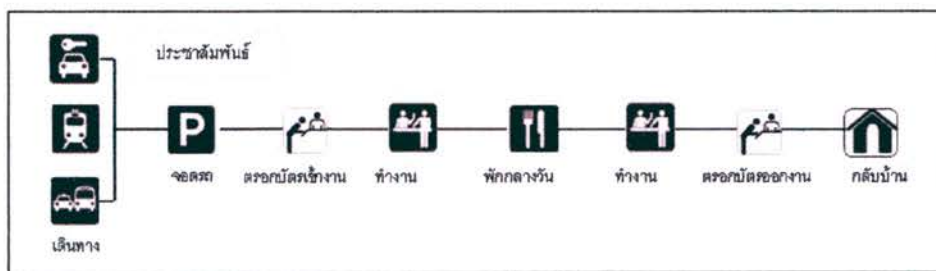 ประชาสัมพันธ์
P
จอดรถ
ตรอกบัตรเข้างาน
ทำงาน
พักกลางวัน
ทำงาน
ตรอกบัตรออกงาน
กลับบ้าน
เดินทาง